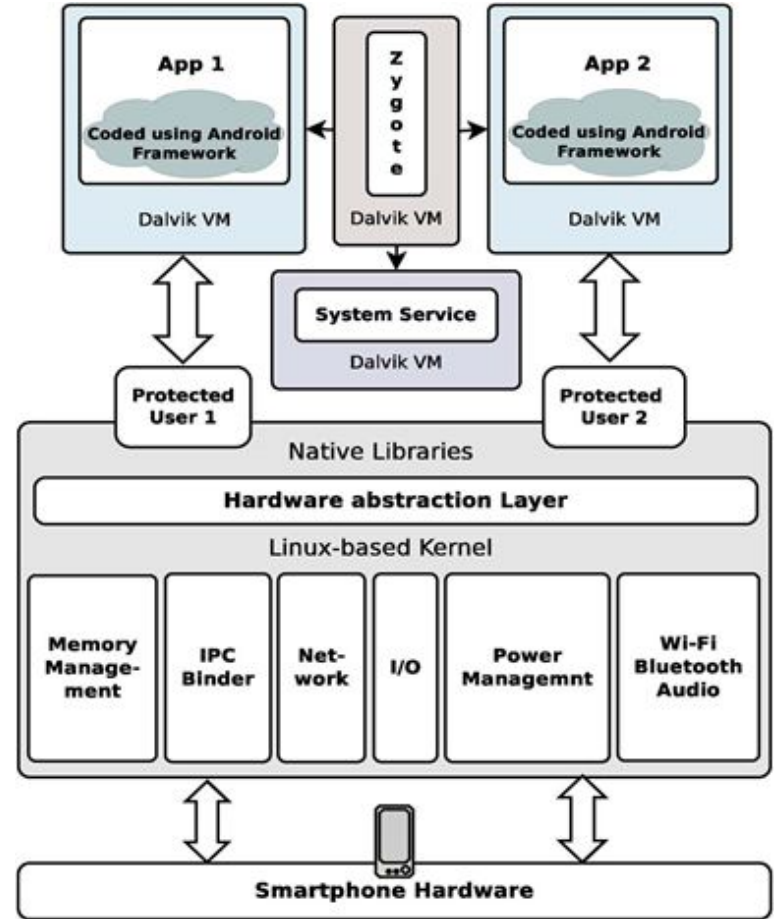 App 1
Coded using Android
Framework
Dalvik VM
Z
y
g
o
t
e
Dalvik VM
App 2
Coded using Android
Framework
Dalvik VM
System Service
Dalvik VM
Protected
User 1
Protected
User 2
Native Libraries
Hardware abstraction Layer
Linux-based Kernel
Memory
Manage-
ment
IPC
Binder
Net-
work
I/O
Power
Managemnt
Wi-Fi
Bluetooth
Audio
Smartphone Hardware